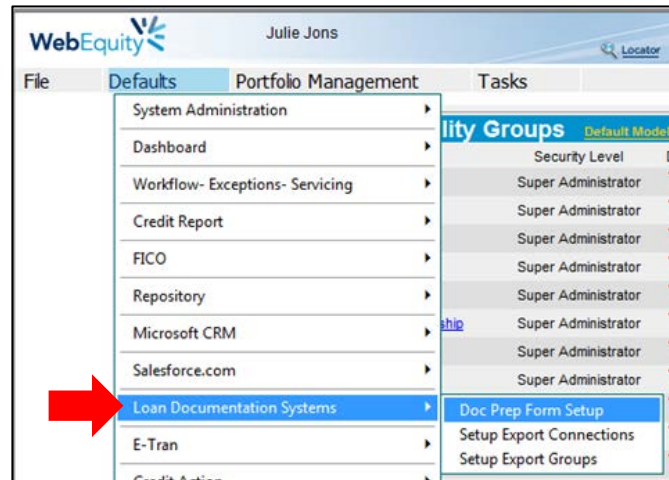 WebEquity
Julie Jons
Locator
File Defaults Portfolio Management Tasks
System Administration
lity Groups Default Model
Dashboard
Security Level
Workflow- Exceptions- Servicing
Super Administrator
Super Administrator
Credit Report
Super Administrator
FICO
Super Administrator
Repository
Super Administrator
Microsoft CRM
ship Super Administrator
Super Administrator
Salesforce.com
Super Administrator
Loan Documentation Systems
Doc Prep Form Setup
Setup Export Connections
E-Tran
Setup Export Groups
Credit Action